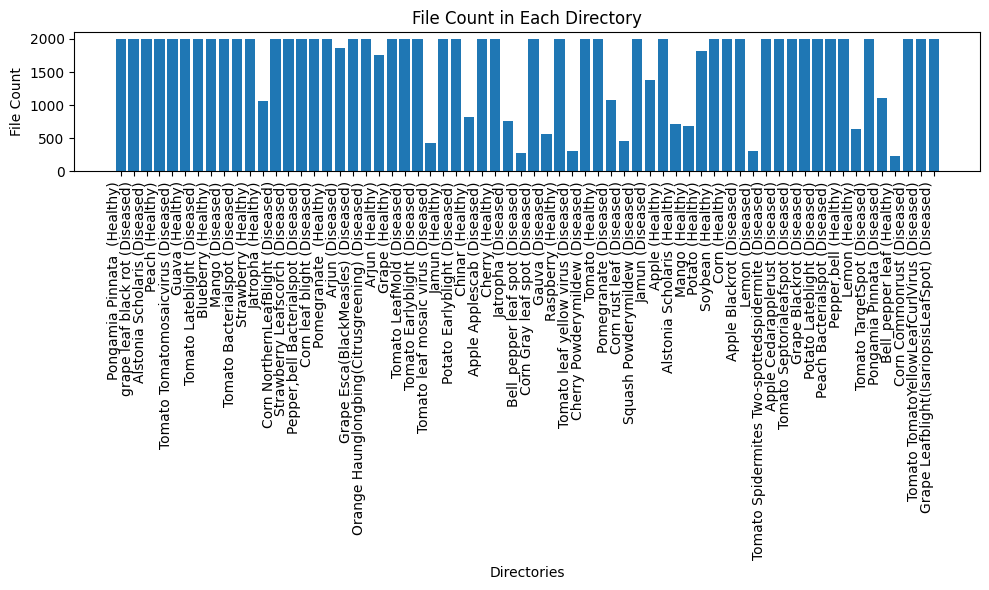 File Count in Each Directory
File Count
2000
1500
1000
500
0
Pongamia Pinnata  (Healthy)
grape leaf black rot (Diseased)
Alstonia Scholaris (Diseased)
Peach (Healthy)
Tomato Tomatomosaicvirus (Diseased)
Guava (Healthy)
Tomato Lateblight (Diseased)
Blueberry (Healthy)
Mango (Diseased)
Tomato Bacterialspot (Diseased)
Strawberry (Healthy)
Jatropha (Healthy)
Corn NorthernLeafBlight (Diseased)
Strawberry Leafscorch  (Diseased)
Pepper,bell Bacterialspot (Diseased)
Corn leaf blight (Diseased)
Pomegranate  (Healthy)
Arjun (Diseased)
Grape Esca(BlackMeasles) (Diseased)
Orange Haunglongbing(Citrusgreening) (Diseased)
Arjun (Healthy)
Grape (Healthy)
Tomato LeafMold (Diseased)
Tomato Earlyblight (Diseased)
Tomato leaf mosaic  virus (Diseased)
Jamun (Healthy)
Potato Earlyblight (Diseased)
Chinar (Healthy)
Apple Applescab (Diseased)
Cherry (Healthy)
Jatropha (Diseased)
Bell_pepper leaf spot (Diseased)
Corn Gray leaf spot (Diseased)
Gauva (Diseased)
Raspberry (Healthy)
Tomato leaf yellow virus (Diseased)
Cherry Powderymildew (Diseased)
Tomato (Healthy)
Pomegranate (Diseased)
Corn rust leaf (Diseased)
Squash Powderymildew (Diseased)
Jamun (Diseased)
Apple (Healthy)
Alstonia Scholaris (Healthy)
Mango (Healthy)
Potato (Healthy)
Soybean (Healthy)
Corn (Healthy)
Apple Blackrot (Diseased)
Lemon (Diseased)
Tomato Spidermites Two-spottedspidermite (Diseased)
Apple Cedarapplerust (Diseased)
Tomato Septorialeafspot (Diseased)
Grape Blackrot (Diseased)
Potato Lateblight (Diseased)
Peach Bacterialspot (Diseased)
Pepper,bell (Healthy)
Lemon (Healthy)
Tomato TargetSpot (Diseased)
Pongamia Pinnata (Diseased)
Bell_pepper leaf (Healthy)
Corn Commonrust  (Diseased)
Tomato TomatoYellowLeafCurlVirus (Diseased)
Grape Leafblight(IsariopsisLeafSpot) (Diseased)
Directories